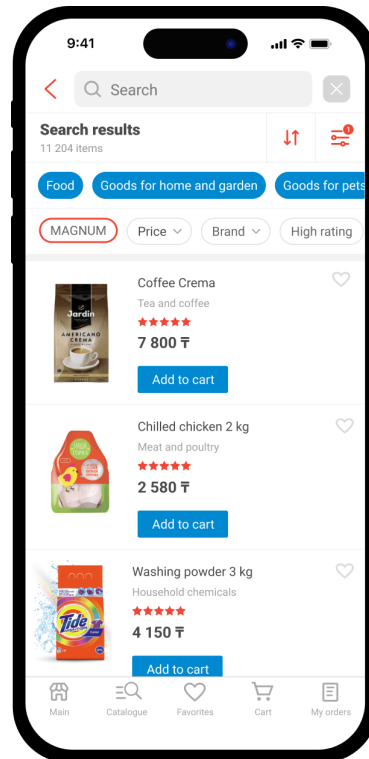 9:41
Search
Search results
11 204 items
1
Food
Goods for home and garden
Goods for pets
MAGNUM
Price
Brand
High rating
Jardin
AMERICANO
CREMA
Coffee Crema
Tea and coffee
7 800 ₸
Add to cart
Chilled chicken 2 kg
Meat and poultry
2 580 ₸
Add to cart
Tide
Washing powder 3 kg
Household chemicals
4 150 ₸
Add to cart
Main
Catalogue
Favorites
Cart
My orders